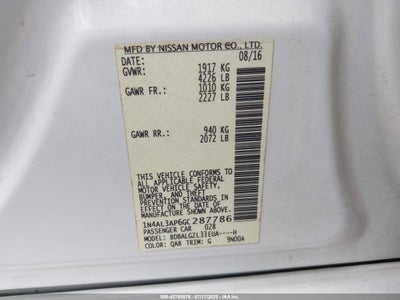 MFD BY NISSAN MOTOR CO., LTD.
DATE: 08/16
GVWR: 1917 KG
4226 LB
GAWR FR.: 1010 KG
2227 LB
GAWR RR.: 940 KG
2072 LB
THIS VEHICLE CONFORMS TO
ALL APPLICABLE FEDERAL
MOTOR VEHICLE SAFETY,
BUMPER, AND THEFT
PREVENTION STANDARDS IN
EFFECT ON THE DATE OF
MANUFACTURE SHOWN ABOVE.
1N4AL3AP6GC287786
PASSENGER CAR 028
MODEL: BDBALGZL33EUA----H
COLOR: QAB TRIM: G 9N00A